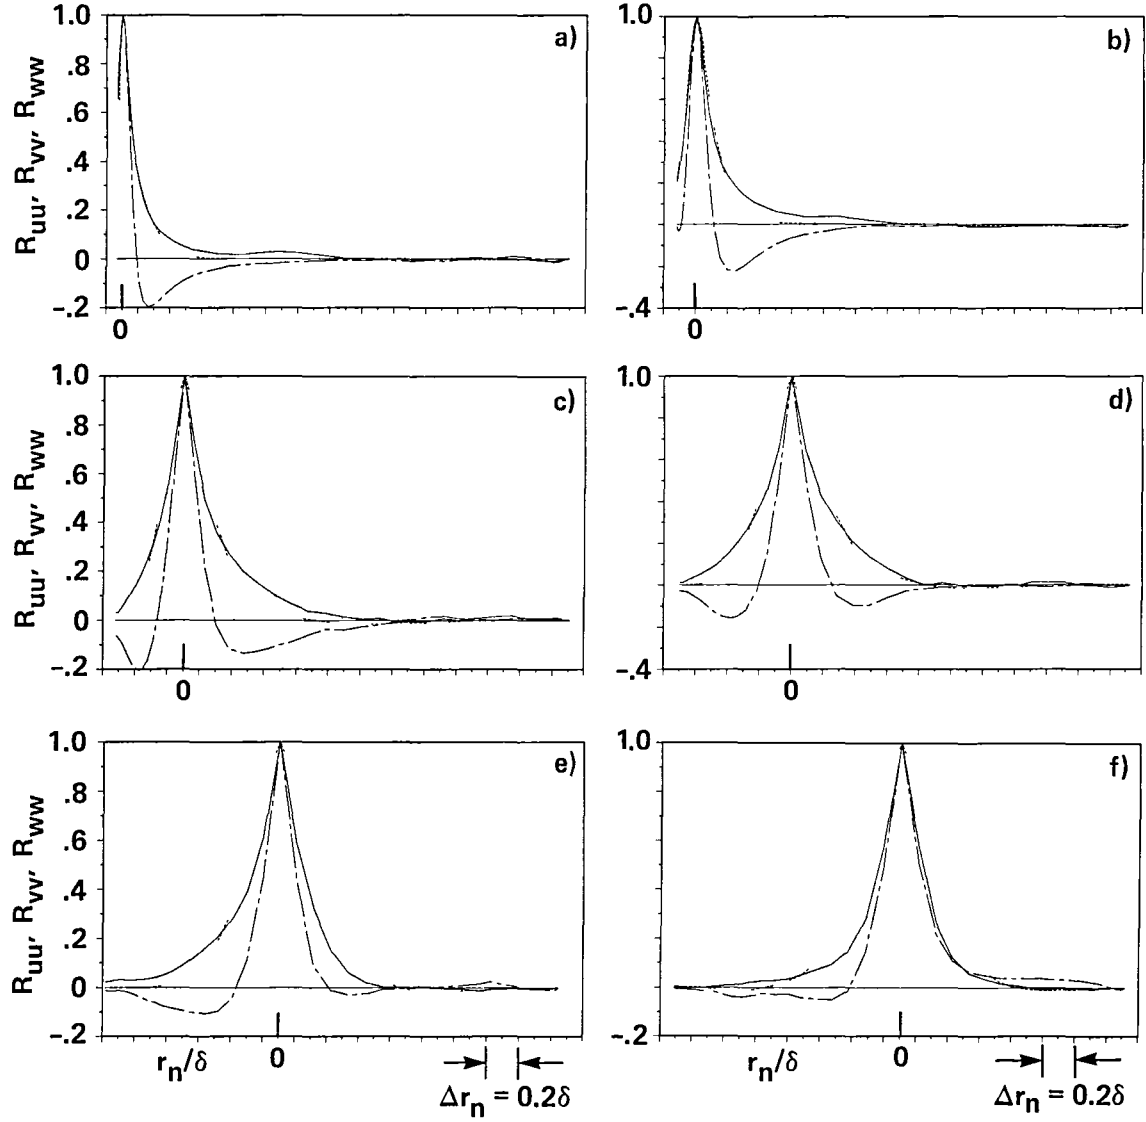 R_uu, R_vv, R_ww
1.0
.8
.6
.4
.2
0
–.2
0
a)
1.0
–.4
0
b)
R_uu, R_vv, R_ww
1.0
.8
.6
.4
.2
0
–.2
0
c)
1.0
–.4
0
d)
R_uu, R_vv, R_ww
1.0
.8
.6
.4
.2
0
–.2
r_n/δ
0
Δr_n = 0.2δ
e)
1.0
–.2
r_n/δ
0
Δr_n = 0.2δ
f)